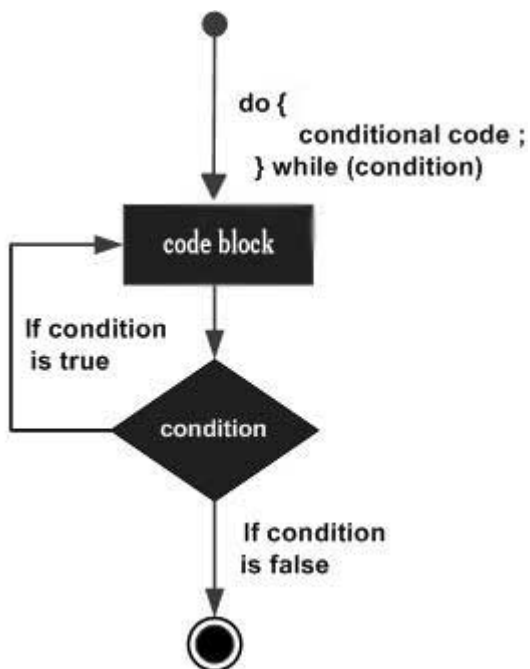 do {
conditional code ;
} while (condition)
code block
If condition
is true
condition
If condition
is false